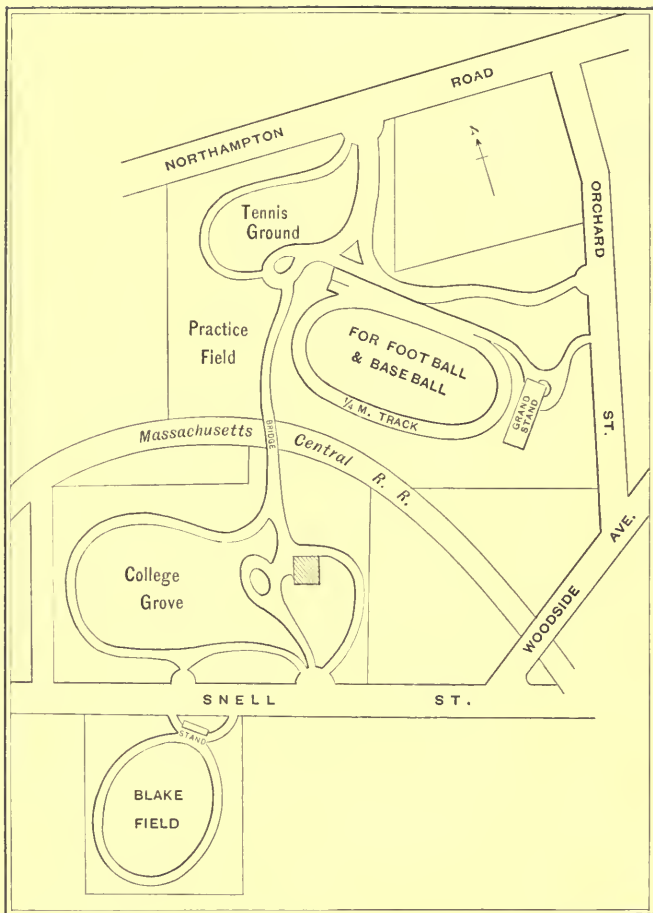 NORTHAMPTON ROAD
Tennis
Ground
ORCHARD ST.
Practice
Field
FOR FOOT BALL
& BASE BALL
¼ M. TRACK
GRAND
STAND
Massachusetts Central R. R.
BRIDGE
College
Grove
WOODSIDE AVE.
SNELL ST.
STAND
BLAKE
FIELD